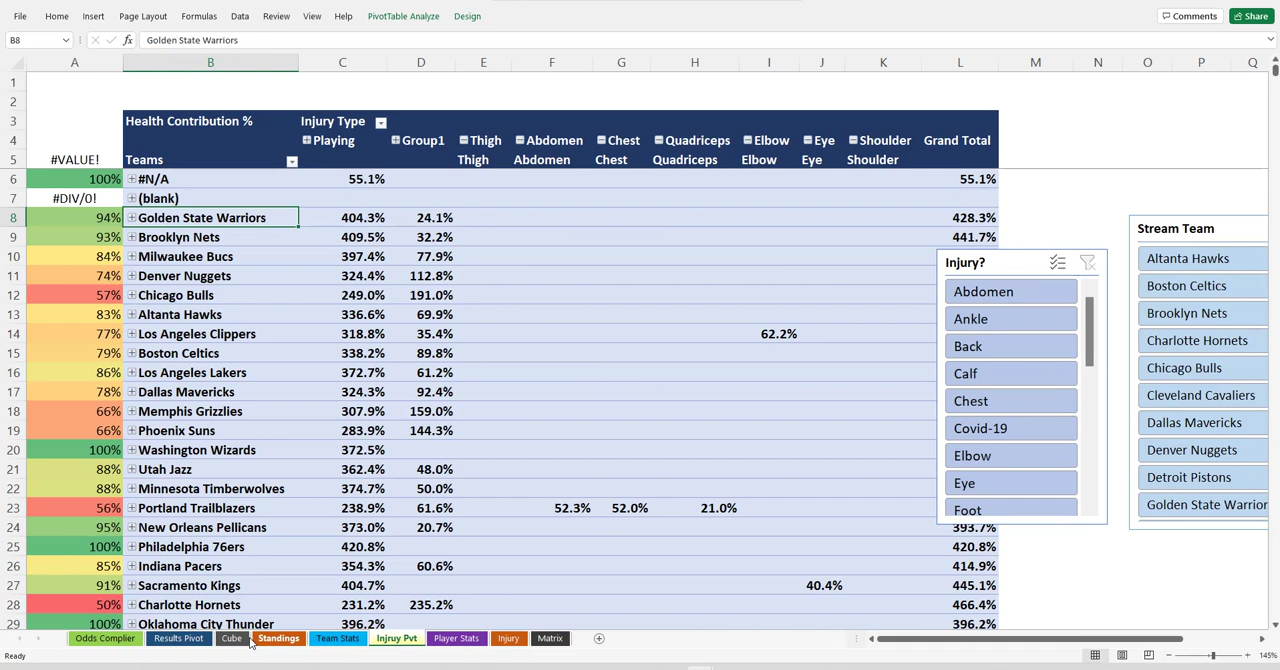 File Home Insert Page Layout Formulas Data Review View Help PivotTable Analyze Design Comments Share
B8 fx Golden State Warriors
A B C D E F G H I J K L M N O P Q
1
2
3 Health Contribution % Injury Type
4 Playing Group1 Thigh Abdomen Chest Quadriceps Elbow Eye Shoulder Grand Total
5 #VALUE! Teams Thigh Abdomen Chest Quadriceps Elbow Eye Shoulder
6 100% #N/A 55.1% 55.1%
7 #DIV/0! (blank)
8 94% Golden State Warriors 404.3% 24.1% 428.3%
9 93% Brooklyn Nets 409.5% 32.2% 441.7%
10 84% Milwaukee Bucs 397.4% 77.9%
11 74% Denver Nuggets 324.4% 112.8%
12 57% Chicago Bulls 249.0% 191.0%
13 83% Altanta Hawks 336.6% 69.9%
14 77% Los Angeles Clippers 318.8% 35.4% 62.2%
15 79% Boston Celtics 338.2% 89.8%
16 86% Los Angeles Lakers 372.7% 61.2%
17 78% Dallas Mavericks 324.3% 92.4%
18 66% Memphis Grizzlies 307.9% 159.0%
19 66% Phoenix Suns 283.9% 144.3%
20 100% Washington Wizards 372.5%
21 88% Utah Jazz 362.4% 48.0%
22 88% Minnesota Timberwolves 374.7% 50.0%
23 56% Portland Trailblazers 238.9% 61.6% 52.3% 52.0% 21.0%
24 95% New Orleans Pellicans 373.0% 20.7% 393.7%
25 100% Philadelphia 76ers 420.8% 420.8%
26 85% Indiana Pacers 354.3% 60.6% 414.9%
27 91% Sacramento Kings 404.7% 40.4% 445.1%
28 50% Charlotte Hornets 231.2% 235.2% 466.4%
29 100% Oklahoma City Thunder 396.2% 396.2%
Injury?
Abdomen
Ankle
Back
Calf
Chest
Covid-19
Elbow
Eye
Foot
Stream Team
Altanta Hawks
Boston Celtics
Brooklyn Nets
Charlotte Hornets
Chicago Bulls
Cleveland Cavaliers
Dallas Mavericks
Denver Nuggets
Detroit Pistons
Golden State Warrior
Odds Complier Results Pivot Cube Standings Team Stats Injruy Pvt Player Stats Injury Matrix
Ready 145%